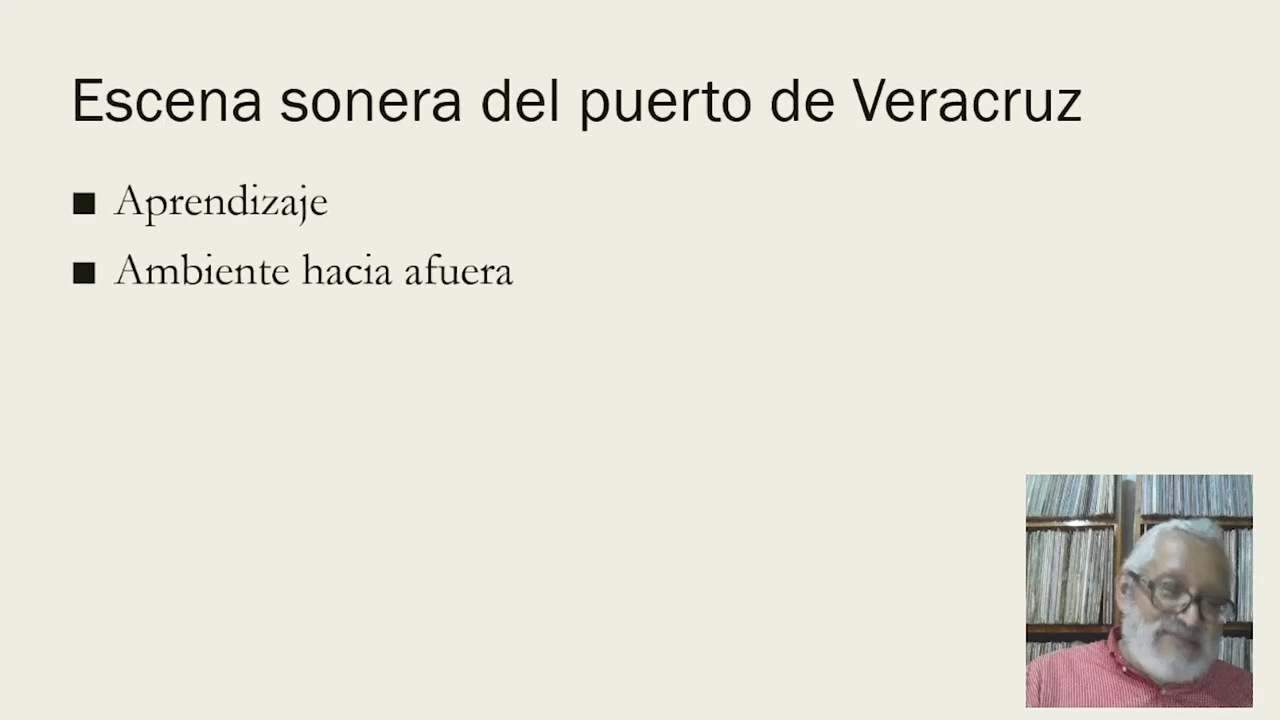 Escena sonera del puerto de Veracruz
■ Aprendizaje
■ Ambiente hacia afuera